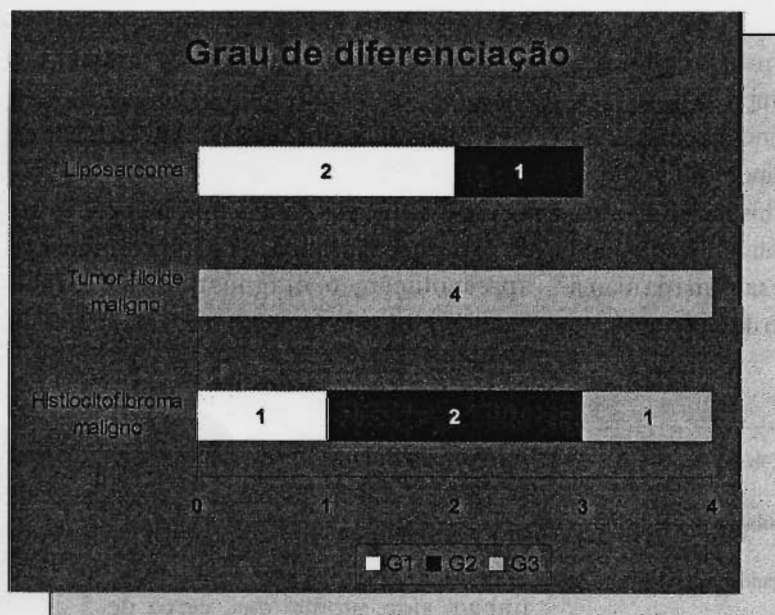 Grau de diferenciação
Liposarcoma
2 1
Tumor filoide
maligno
4
Histiocitofibroma
maligno
1 2 1
0 1 2 3 4
G1 G2 G3